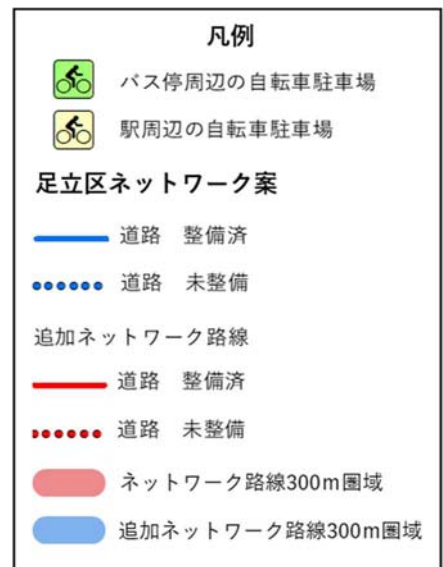 凡例
バス停周辺の自転車駐車場
駅周辺の自転車駐車場
足立区ネットワーク案
道路　整備済
道路　未整備
追加ネットワーク路線
道路　整備済
道路　未整備
ネットワーク路線300m圏域
追加ネットワーク路線300m圏域